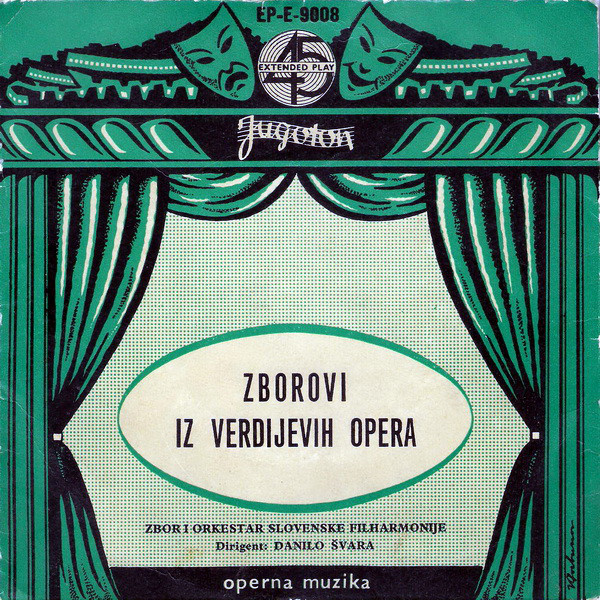 EP-E-9008
45
EXTENDED PLAY
Jugoton
ZBOROVI
IZ VERDIJEVIH OPERA
ZBOR I ORKESTAR SLOVENSKE FILHARMONIJE
Dirigent: DANILO ŠVARA
operna muzika